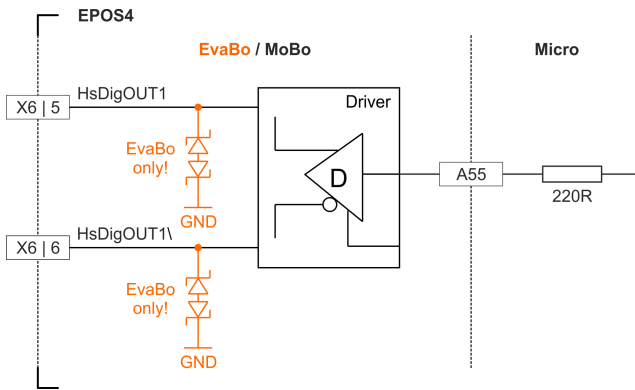 EPOS4
EvaBo / MoBo
Micro
X6 | 5
HsDigOUT1
Driver
EvaBo
only!
D
A55
220R
GND
X6 | 6
HsDigOUT1\
EvaBo
only!
GND